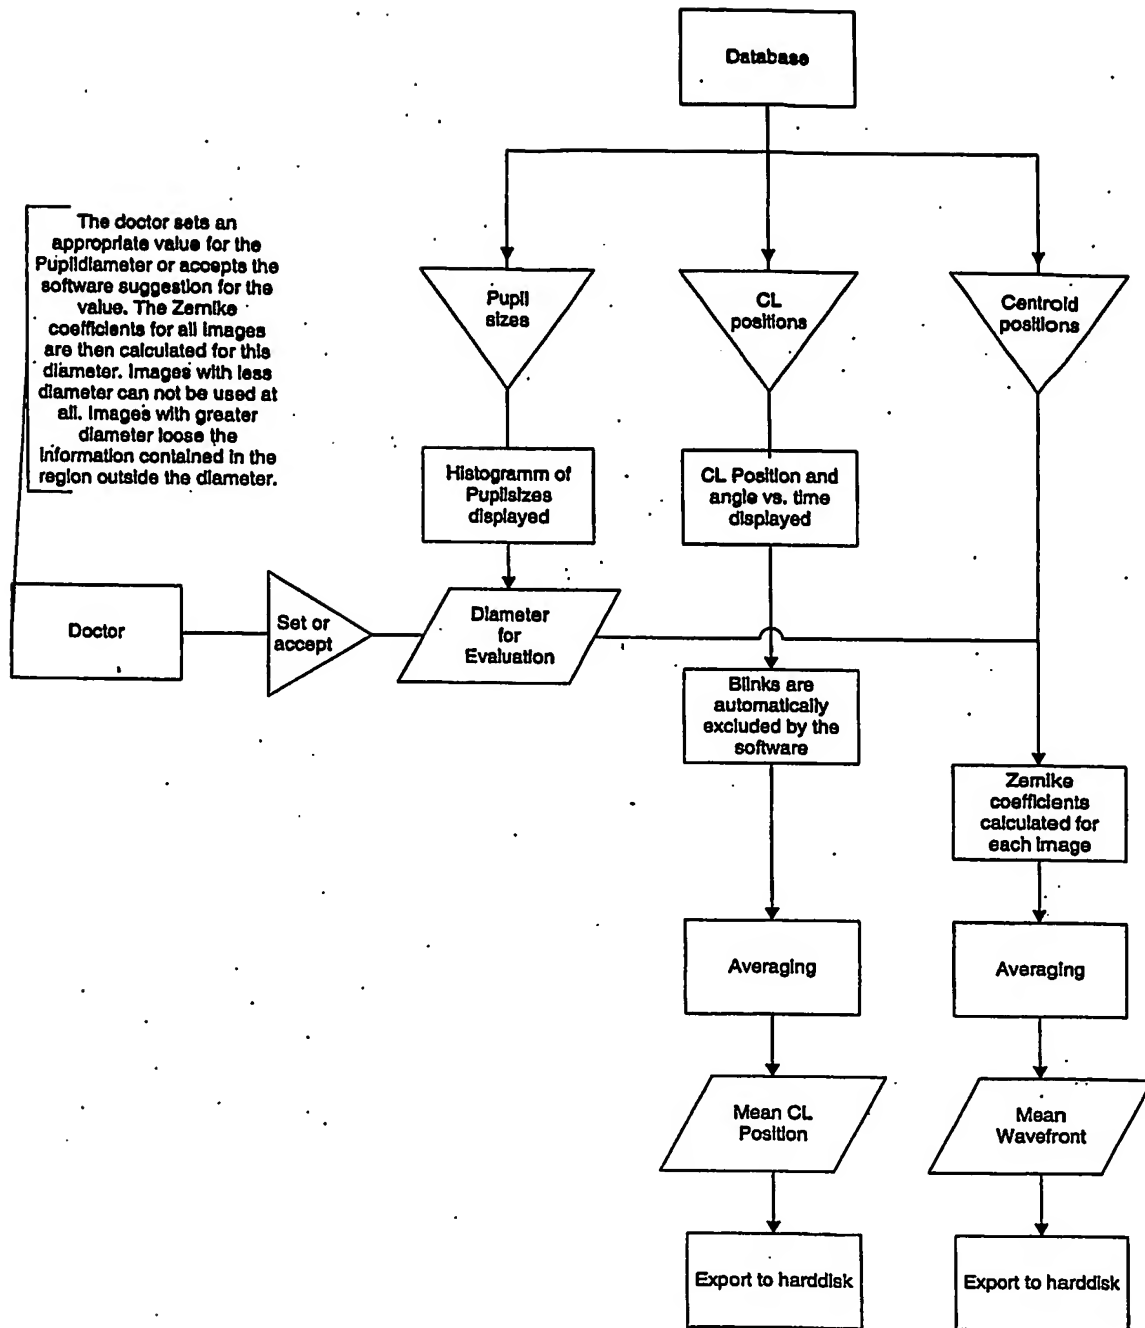 Database
The doctor sets an
appropriate value for the
Pupildiameter or accepts the
software suggestion for the
value. The Zernike
coefficients for all images
are then calculated for this
diameter. Images with less
diameter can not be used at
all. Images with greater
diameter loose the
information contained in the
region outside the diameter.
Pupil
sizes
CL
positions
Centroid
positions
Histogramm of
Pupilsizes
displayed
CL Position and
angle vs. time
displayed
Doctor
Set or
accept
Diameter
for
Evaluation
Blinks are
automatically
excluded by the
software
Zernike
coefficients
calculated for
each image
Averaging
Averaging
Mean CL
Position
Mean
Wavefront
Export to harddisk
Export to harddisk